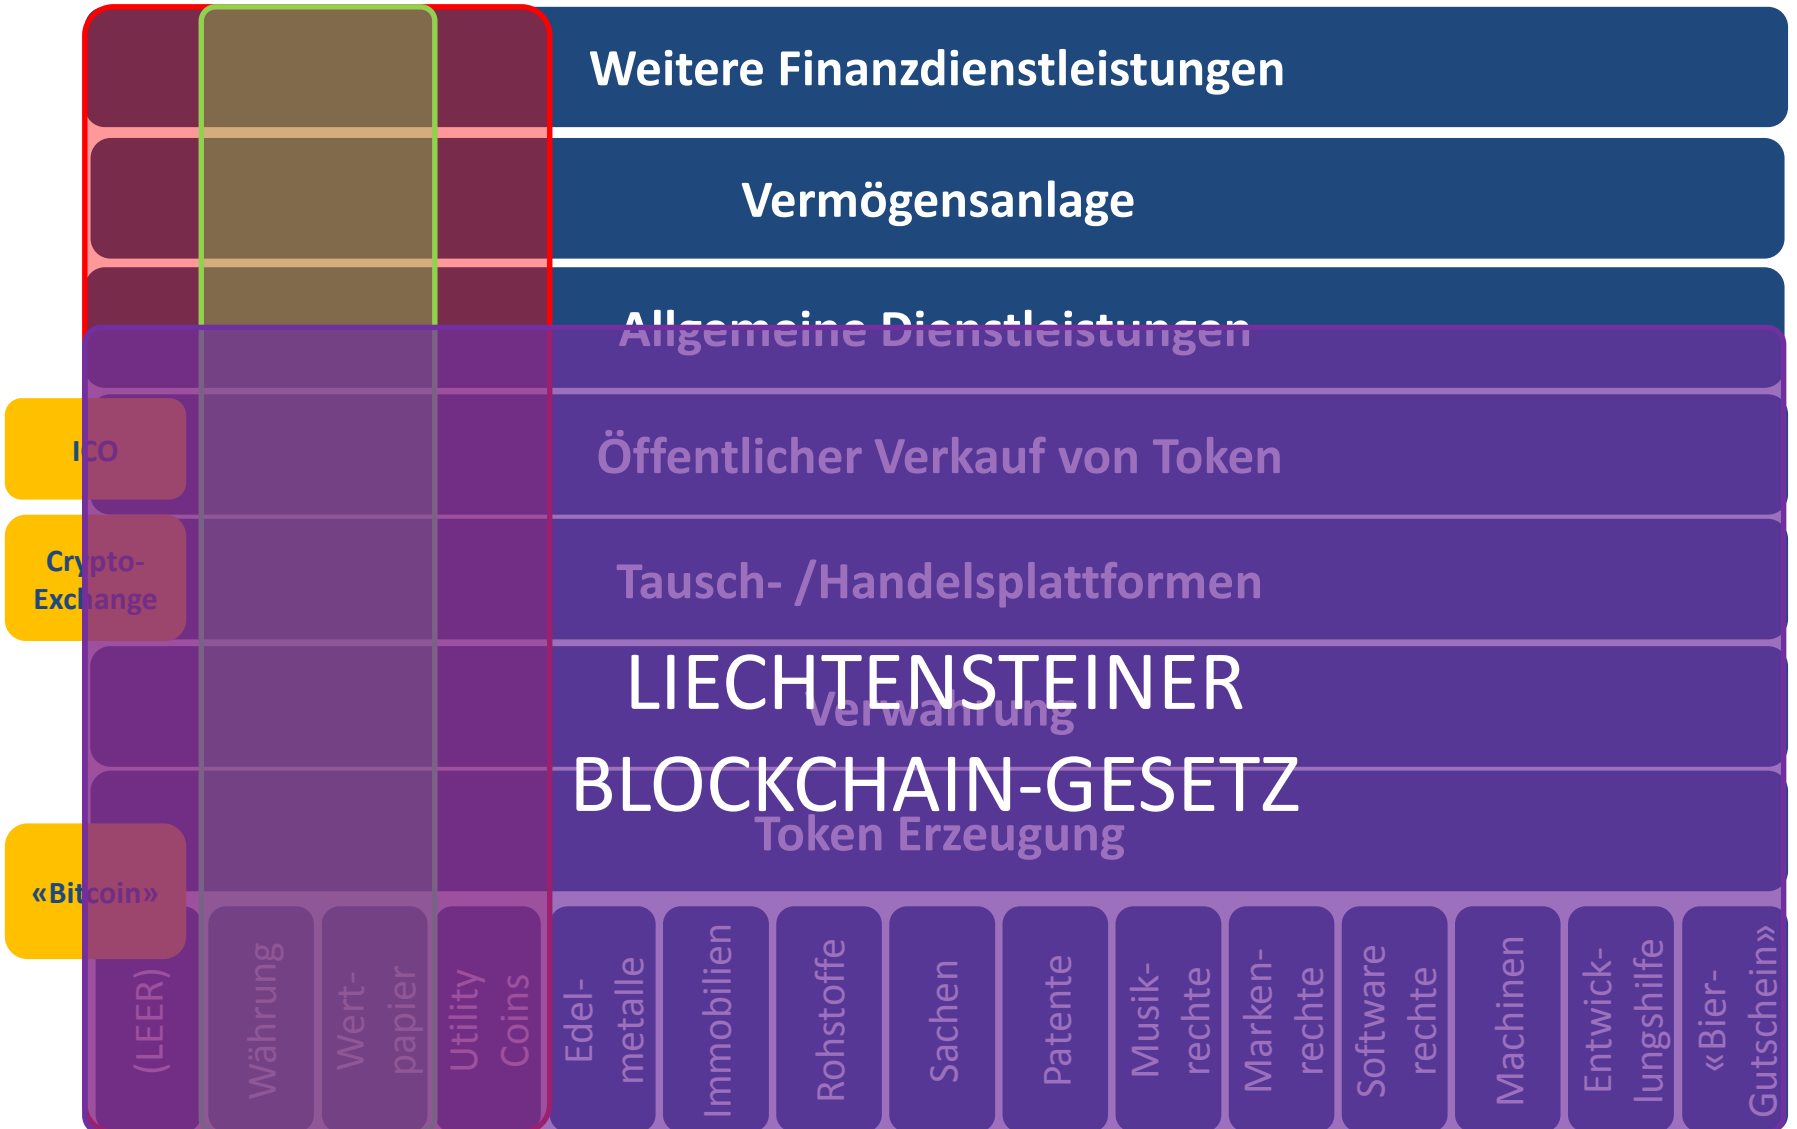 Weitere Finanzdienstleistungen
Vermögensanlage
Allgemeine Dienstleistungen
ICO
Öffentlicher Verkauf von Token
Crypto-
Exchange
Tausch- /Handelsplattformen
LIECHTENSTEINER
Verwahrung
BLOCKCHAIN-GESETZ
Token Erzeugung
«Bitcoin»
(LEER)
Währung
Wert-
papier
Utility
Coins
Edel-
metalle
Immobilien
Rohstoffe
Sachen
Patente
Musik-
rechte
Marken-
rechte
Software
rechte
Machinen
Entwick-
lungshilfe
«Bier-
Gutschein»